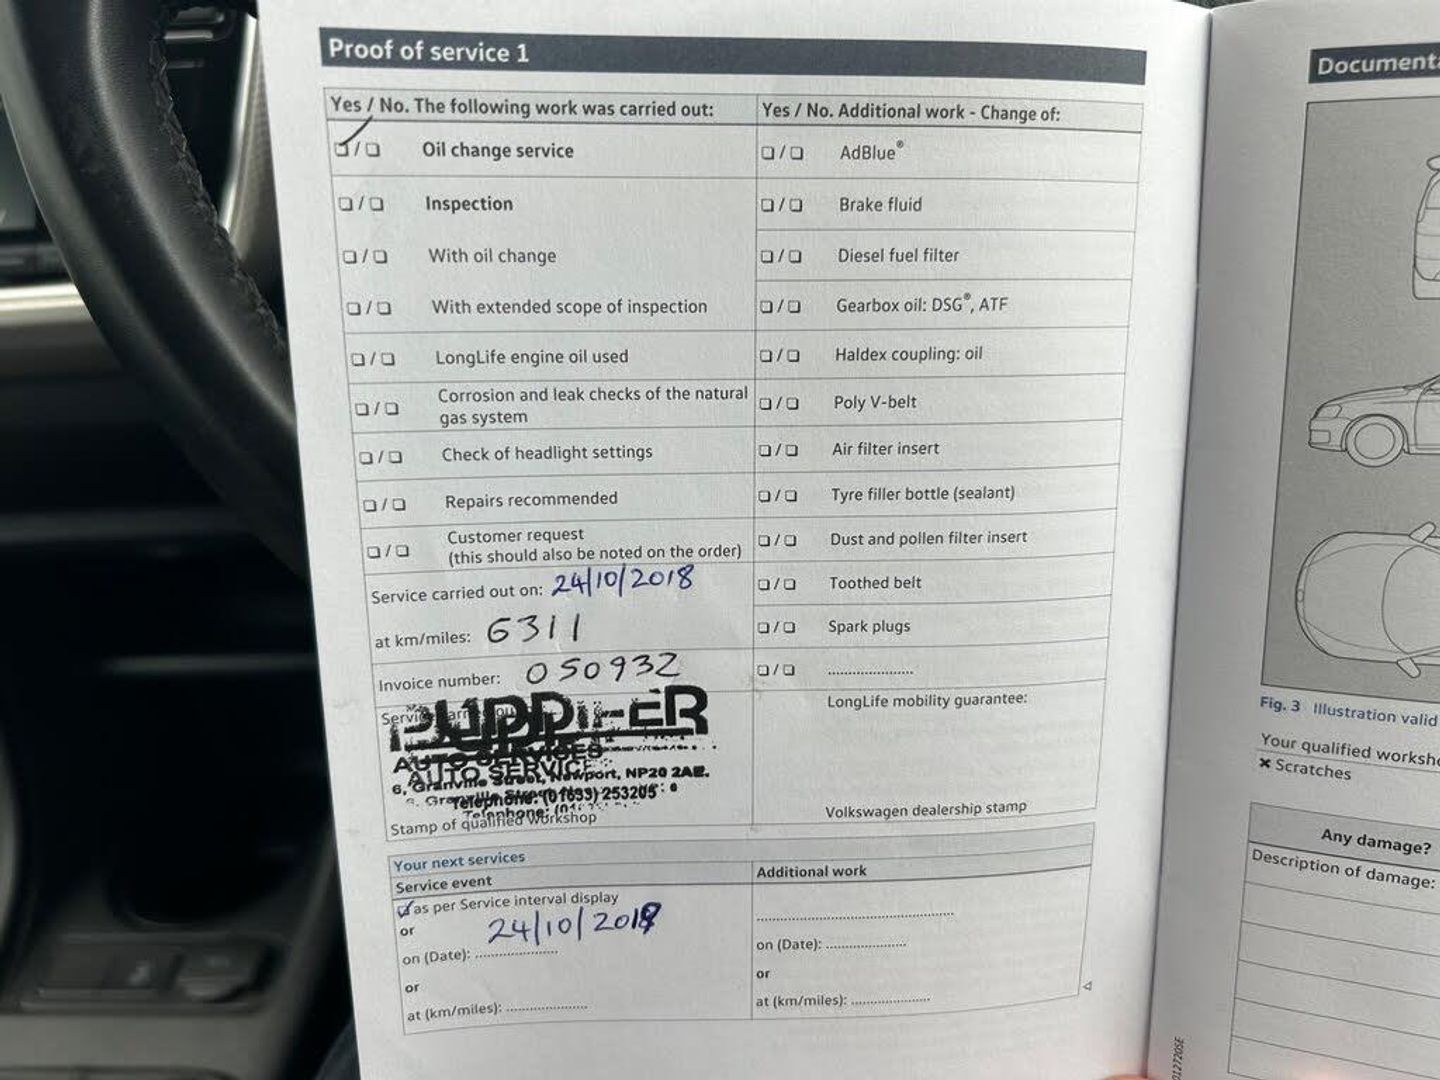 Proof of service 1
Yes / No. The following work was carried out:
❏ / ❏ Oil change service
❏ / ❏ Inspection
❏ / ❏ With oil change
❏ / ❏ With extended scope of inspection
❏ / ❏ LongLife engine oil used
❏ / ❏ Corrosion and leak checks of the natural
gas system
❏ / ❏ Check of headlight settings
❏ / ❏ Repairs recommended
❏ / ❏ Customer request
(this should also be noted on the order)
Service carried out on: 24/10/2018
at km/miles: 6311
Invoice number: 050932
AUTO SERVICES
AUTO SERVICE
6, Granville Street, Newport, NP20 2AE.
Telephone: (01633) 253205
Stamp of qualified workshop
Yes / No. Additional work - Change of:
❏ / ❏ AdBlue®
❏ / ❏ Brake fluid
❏ / ❏ Diesel fuel filter
❏ / ❏ Gearbox oil: DSG®, ATF
❏ / ❏ Haldex coupling: oil
❏ / ❏ Poly V-belt
❏ / ❏ Air filter insert
❏ / ❏ Tyre filler bottle (sealant)
❏ / ❏ Dust and pollen filter insert
❏ / ❏ Toothed belt
❏ / ❏ Spark plugs
❏ / ❏ .....................
LongLife mobility guarantee:
Volkswagen dealership stamp
Your next services
Service event
as per Service interval display
or
24/10/2019
on (Date): ....................
or
at (km/miles): ....................
Additional work
..................................................
on (Date): ....................
or
at (km/miles): ....................
Documenta
Fig. 3 Illustration valid
Your qualified worksho
× Scratches
Any damage?
Description of damage:
012720SE